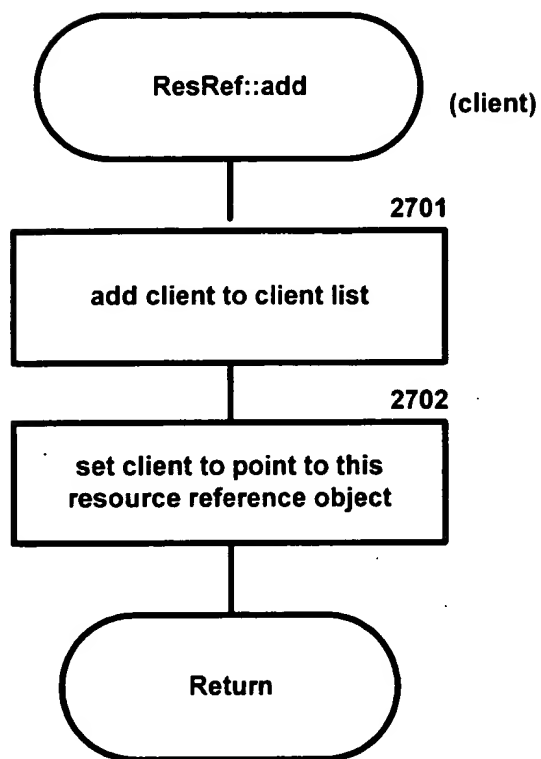 ResRef::add
(client)
2701
add client to client list
2702
set client to point to this
resource reference object
Return